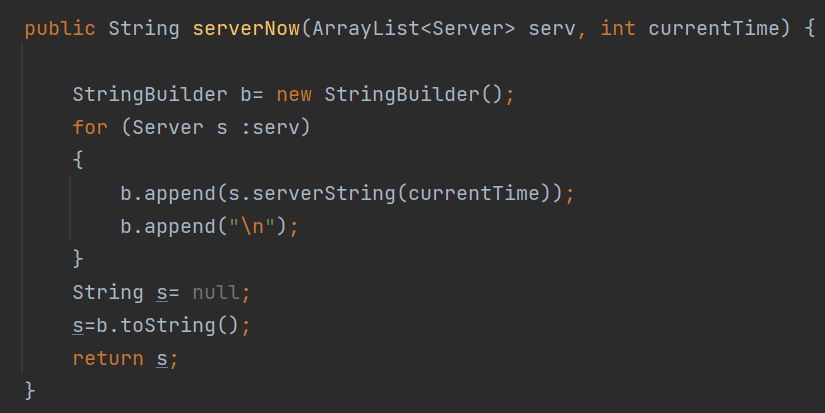 public String serverNow(ArrayList<Server> serv, int currentTime) {
StringBuilder b= new StringBuilder();
for (Server s :serv)
{
b.append(s.serverString(currentTime));
b.append("\n");
}
String s= null;
s=b.toString();
return s;
}